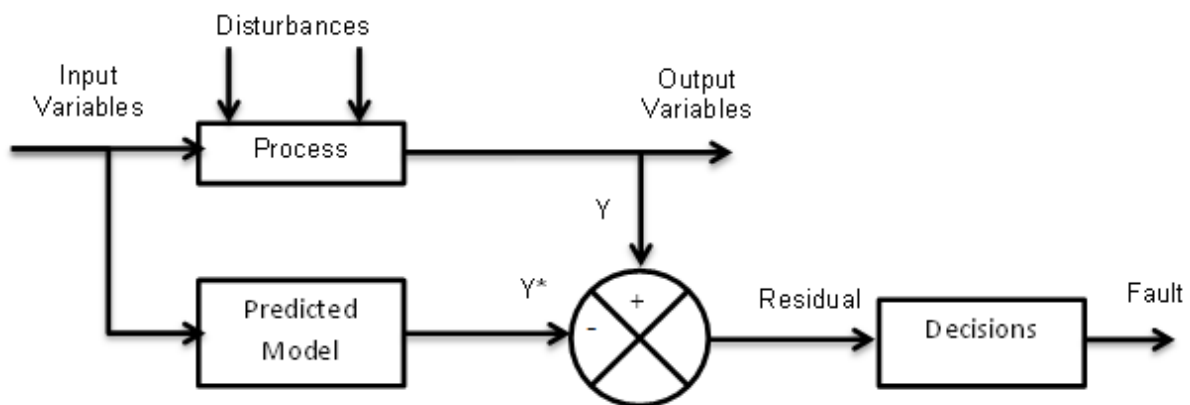 Disturbances
Input
Variables
Output
Variables
Process
Y
Y*
+
-
Predicted
Model
Residual
Decisions
Fault